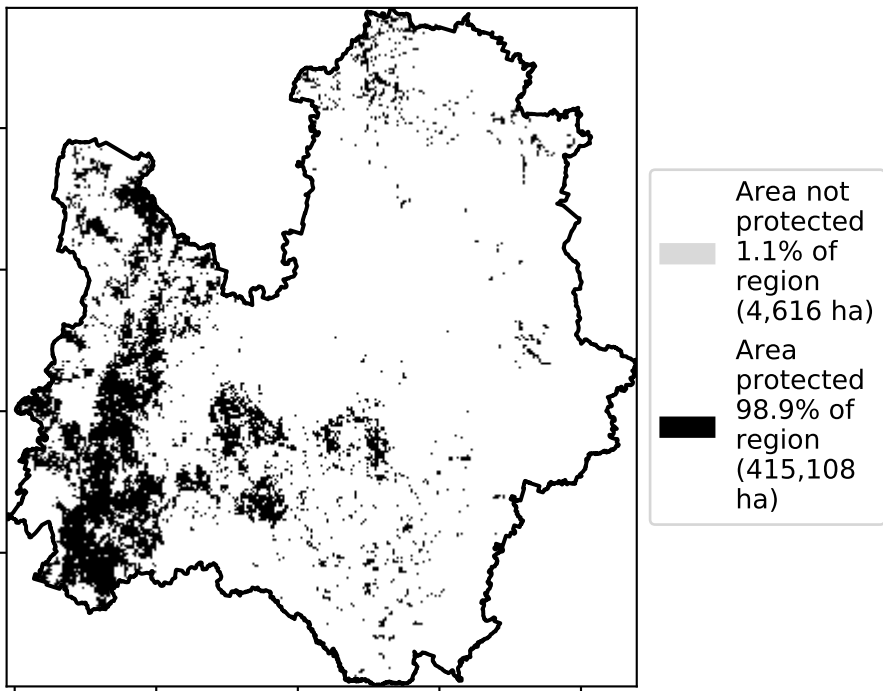 Area not
protected
1.1% of
region
(4,616 ha)
Area
protected
98.9% of
region
(415,108
ha)